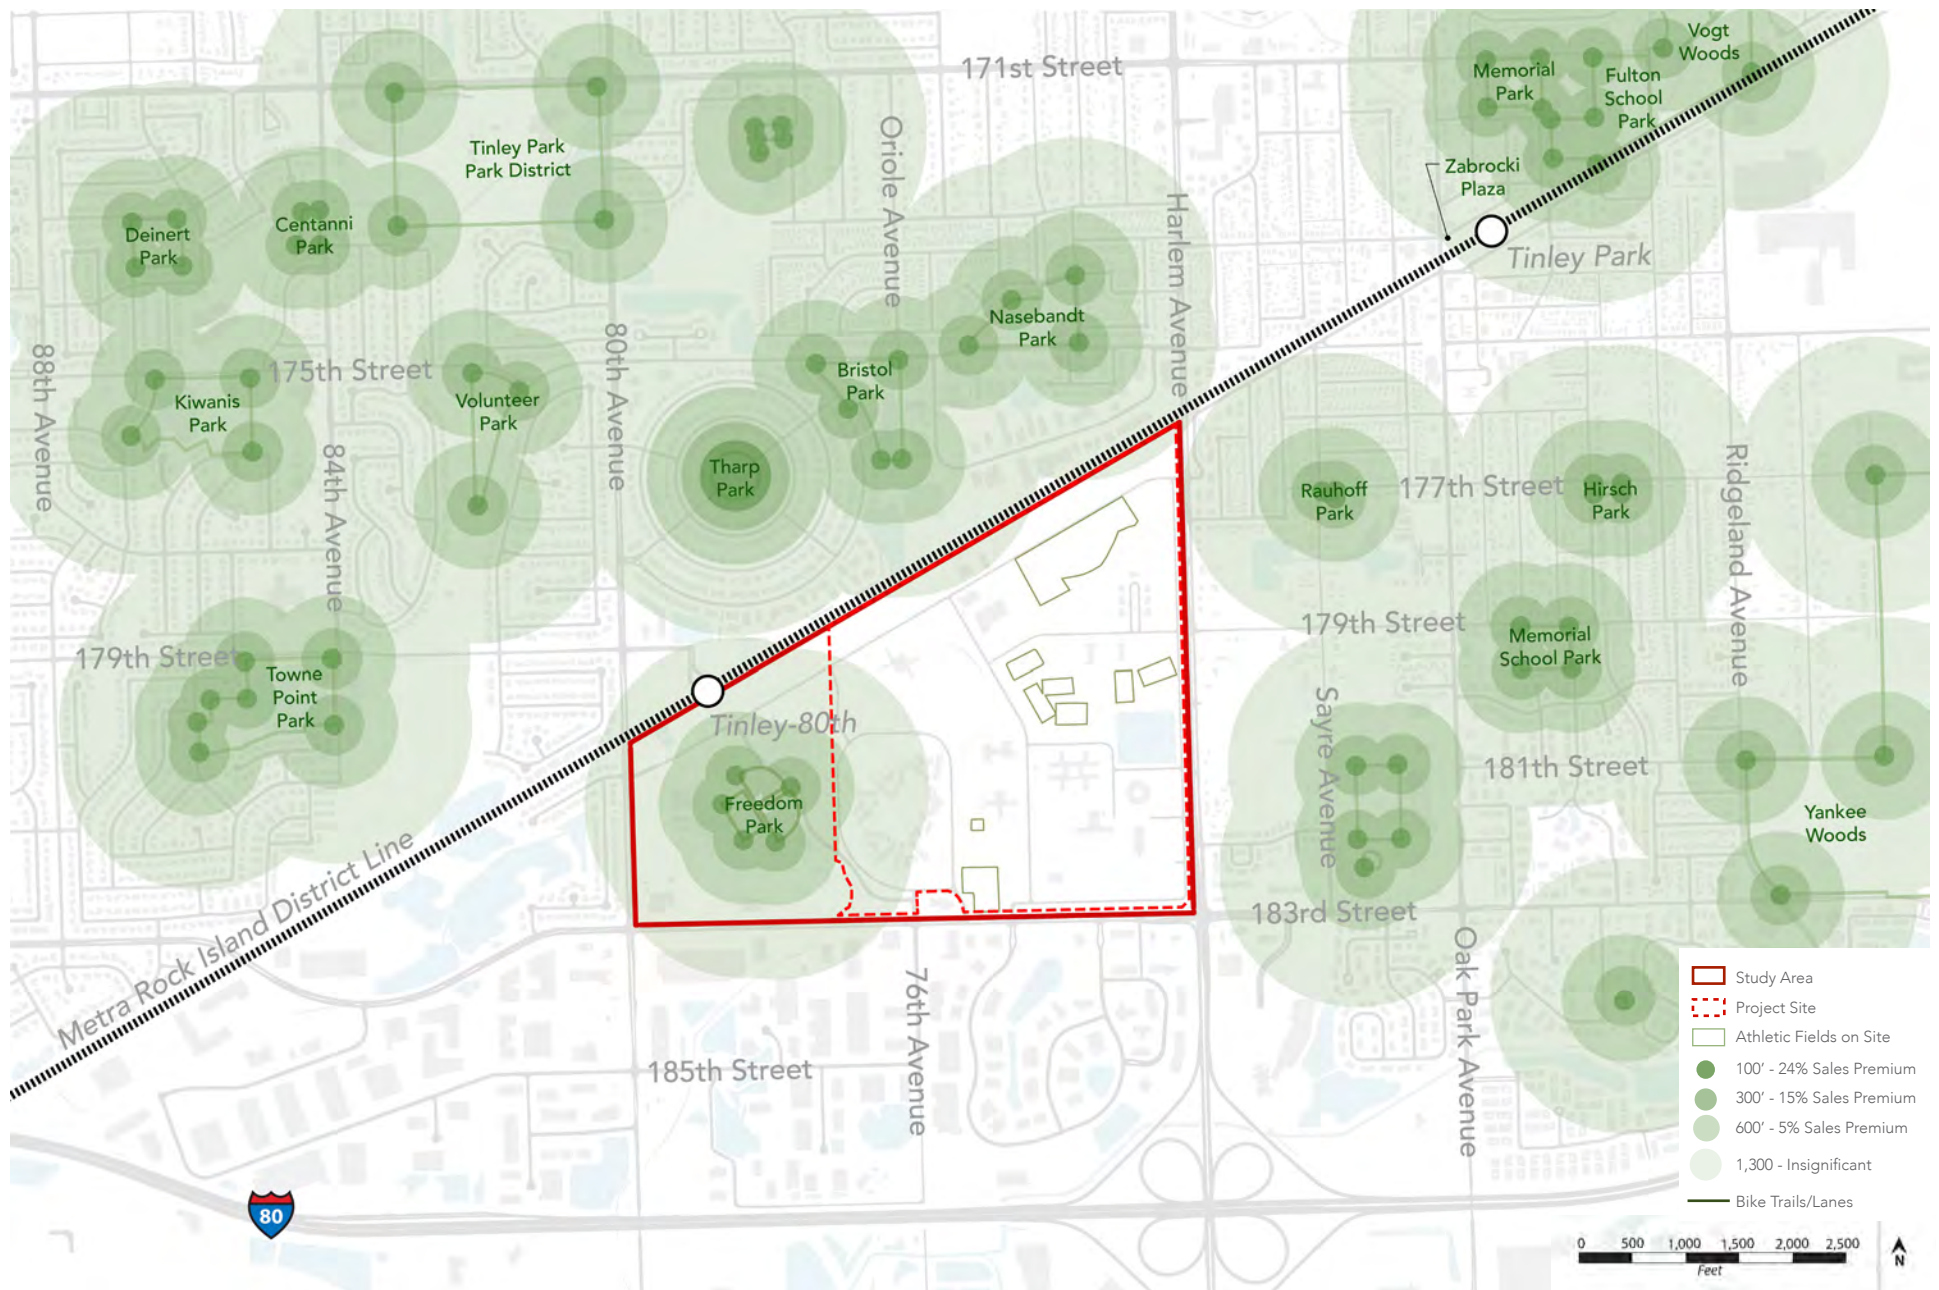 171st Street
Vogt
Woods
Memorial
Park
Fulton
School
Park
Tinley Park
Park District
Oriole Avenue
Zabrocki
Plaza
Harlem Avenue
Tinley Park
Deinert
Park
Centanni
Park
Nasebandt
Park
88th Avenue
175th Street
80th Avenue
Kiwanis
Park
Volunteer
Park
Bristol
Park
84th Avenue
Tharp
Park
Rauhoff
Park
177th Street
Hirsch
Park
Ridgeland Avenue
179th Street
179th Street
Memorial
School Park
Towne
Point
Park
Tinley-80th
Sayre Avenue
181th Street
Freedom
Park
Yankee
Woods
Metra Rock Island District Line
183rd Street
Oak Park Avenue
76th Avenue
185th Street
80
Study Area
Project Site
Athletic Fields on Site
100' - 24% Sales Premium
300' - 15% Sales Premium
600' - 5% Sales Premium
1,300 - Insignificant
Bike Trails/Lanes
0 500 1,000 1,500 2,000 2,500
Feet
N